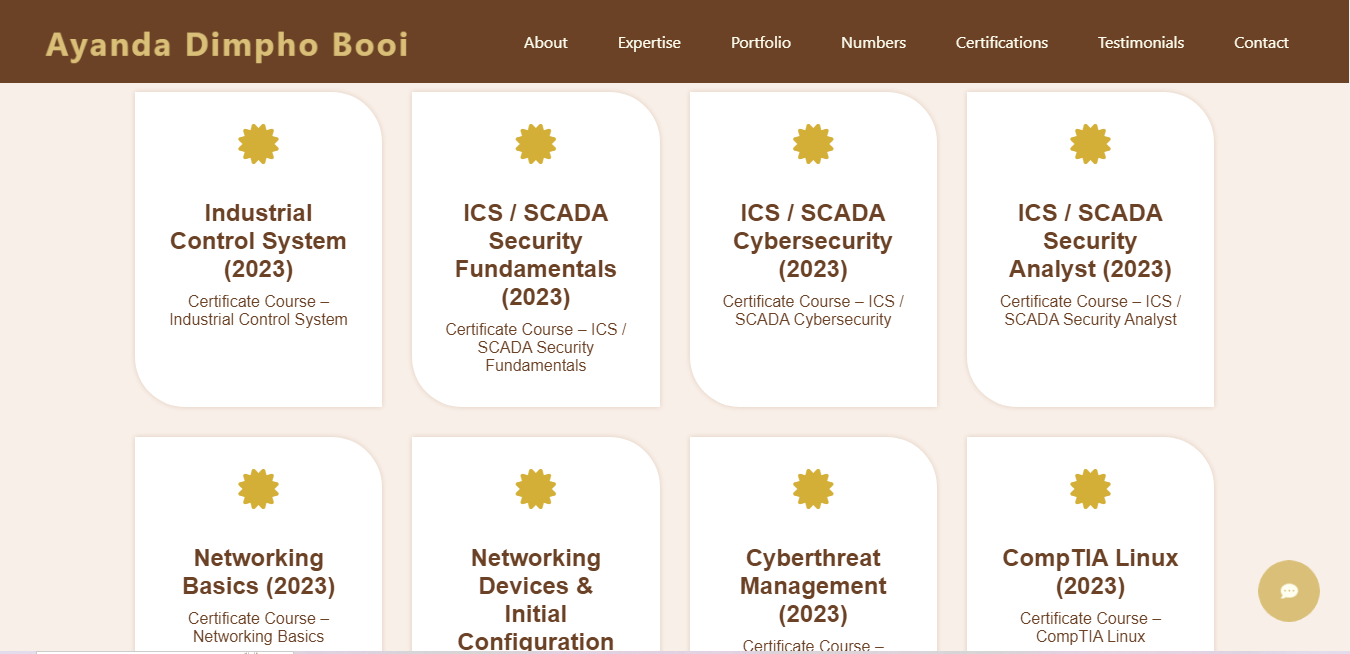 Ayanda Dimpho Booi
About Expertise Portfolio Numbers Certifications Testimonials Contact
Industrial
Control System
(2023)
Certificate Course –
Industrial Control System
ICS / SCADA
Security
Fundamentals
(2023)
Certificate Course – ICS /
SCADA Security
Fundamentals
ICS / SCADA
Cybersecurity
(2023)
Certificate Course – ICS /
SCADA Cybersecurity
ICS / SCADA
Security
Analyst (2023)
Certificate Course – ICS /
SCADA Security Analyst
Networking
Basics (2023)
Certificate Course –
Networking Basics
Networking
Devices &
Initial
Configuration
Cyberthreat
Management
(2023)
Certificate Course –
CompTIA Linux
(2023)
Certificate Course –
CompTIA Linux